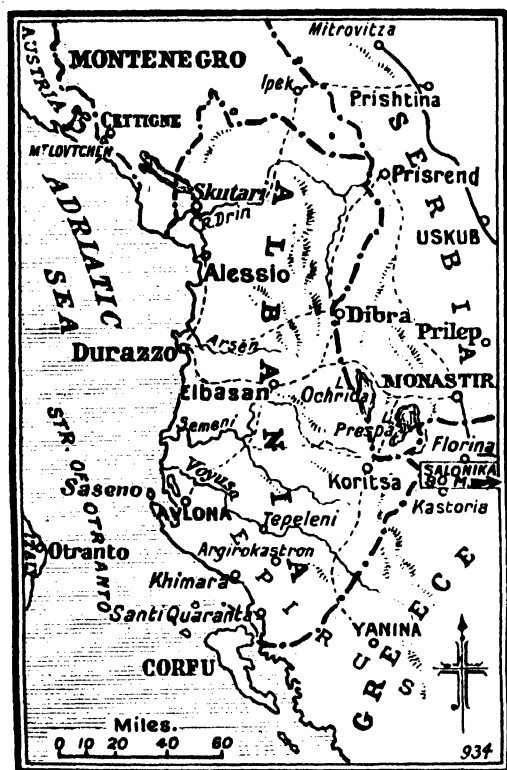 Mitrovitza
AUSTRIA
MONTENEGRO
Ipek
Prishtina
CETTIGNE
Mt LOVTCHEN
SERBIA
Prisrend
Skutari
R. Drin
ADRIATIC
SEA
ALBANIA
USKUB
Alessio
Dibra
Prilep
Arsen
Durazzo
Elbasan
L.
Ochrida
MONASTIR
L.
Presba
Semeni
Florina
STR. OF OTRANTO
Voyusa
Koritsa
SALONIKA
80 M.
Saseno
AVLONA
Kastoria
Tepeleni
Otranto
Argirokastron
EPIRUS
Khimara
Santi Quaranta
GREECE
YANINA
CORFU
Miles.
0 10 20 40 60
934